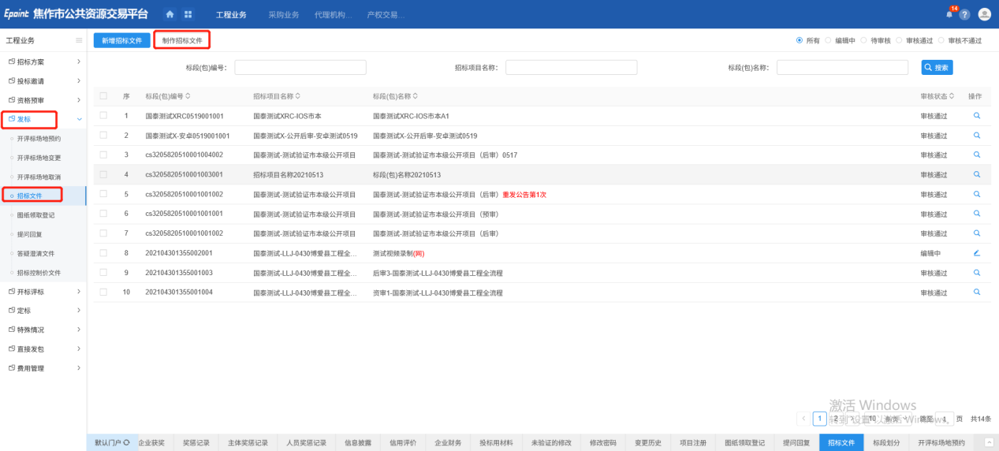 Epoint 焦作市公共资源交易平台 工程业务 采购业务 代理机构... 产权交易... 14 ?
工程业务
新增招标文件 制作招标文件 所有 编辑中 待审核 审核通过 审核不通过
招标方案
投标邀请
资格预审
发标
开评标场地预约
开评标场地变更
开评标场地取消
招标文件
图纸领取登记
提问回复
答疑澄清文件
招标控制价文件
开标评标
定标
特殊情况
直接发包
费用管理
标段(包)编号: 招标项目名称: 标段(包)名称: 搜索
序 标段(包)编号 招标项目名称 标段(包)名称 审核状态 操作
1 国泰测试XRC0519001001 国泰测试XRC-IOS市本 国泰测试XRC-IOS市本A1 审核通过
2 国泰测试X-安卓0519001001 国泰测试X-公开后审-安卓测试0519 国泰测试X-公开后审-安卓测试0519 审核通过
3 cs3205820510001004002 国泰测试-测试验证市本级公开项目 国泰测试-测试验证市本级公开项目（后审）0517 审核通过
4 cs3205820510001003001 招标项目名称20210513 标段(包)名称20210513 审核通过
5 cs3205820510001001002 国泰测试-测试验证市本级公开项目 国泰测试-测试验证市本级公开项目（后审）重发公告第1次 审核通过
6 cs3205820510001001001 国泰测试-测试验证市本级公开项目 国泰测试-测试验证市本级公开项目（预审） 审核通过
7 cs3205820510001001002 国泰测试-测试验证市本级公开项目 国泰测试-测试验证市本级公开项目（后审） 审核通过
8 202104301355002001 国泰测试-LLJ-0430博爱县工程全... 测试视频录制(网) 编辑中
9 202104301355001003 国泰测试-LLJ-0430博爱县工程全... 后审3-国泰测试-LLJ-0430博爱县工程全流程 审核通过
10 202104301355001004 国泰测试-LLJ-0430博爱县工程全... 资审1-国泰测试-LLJ-0430博爱县工程全流程 审核通过
激活 Windows
转到"设置"以激活 Windows。
1 2 10 条/页 跳至 1 页 共14条
默认门户 企业获奖 奖惩记录 主体奖惩记录 人员奖惩记录 信息披露 信用评价 企业财务 投标用材料 未验证的修改 修改密码 变更历史 项目注册 图纸领取登记 提问回复 招标文件 标段划分 开评标场地预约